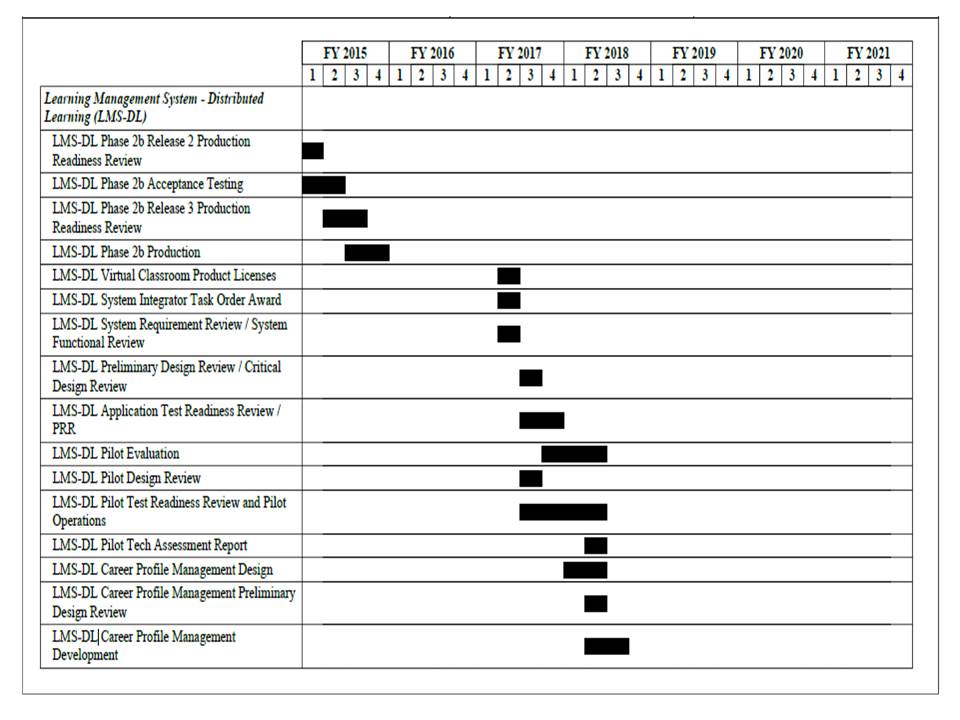 FY 2015 FY 2016 FY 2017 FY 2018 FY 2019 FY 2020 FY 2021
1 2 3 4 1 2 3 4 1 2 3 4 1 2 3 4 1 2 3 4 1 2 3 4 1 2 3 4
Learning Management System - Distributed
Learning (LMS-DL)
LMS-DL Phase 2b Release 2 Production
Readiness Review
LMS-DL Phase 2b Acceptance Testing
LMS-DL Phase 2b Release 3 Production
Readiness Review
LMS-DL Phase 2b Production
LMS-DL Virtual Classroom Product Licenses
LMS-DL System Integrator Task Order Award
LMS-DL System Requirement Review / System
Functional Review
LMS-DL Preliminary Design Review / Critical
Design Review
LMS-DL Application Test Readiness Review /
PRR
LMS-DL Pilot Evaluation
LMS-DL Pilot Design Review
LMS-DL Pilot Test Readiness Review and Pilot
Operations
LMS-DL Pilot Tech Assessment Report
LMS-DL Career Profile Management Design
LMS-DL Career Profile Management Preliminary
Design Review
LMS-DL Career Profile Management
Development